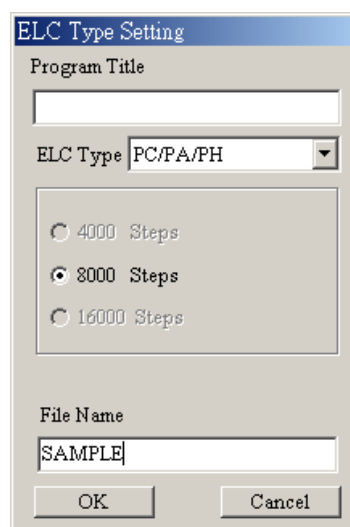 ELC Type Setting
Program Title
ELC Type PC/PA/PH
4000 Steps
8000 Steps
16000 Steps
File Name
SAMPLE
OK Cancel